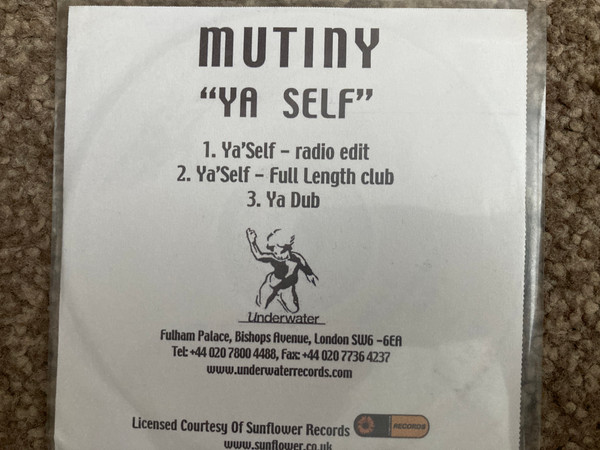 MUTINY
“YA SELF”
1. Ya'Self – radio edit
2. Ya'Self – Full Length club
3. Ya Dub
Underwater
Fulham Palace, Bishops Avenue, London SW6 -6EA
Tel: +44 020 7800 4488, Fax: +44 020 7736 4237
www.underwaterrecords.com
Licensed Courtesy Of Sunflower Records
RECORDS
www.sunflower.co.uk